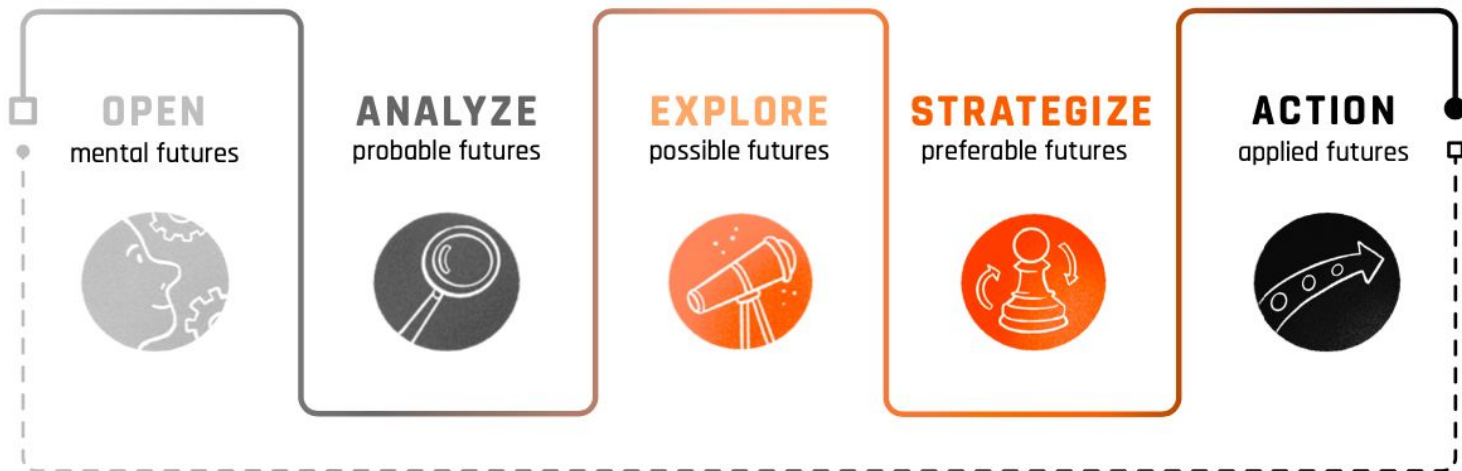 OPEN
mental futures
ANALYZE
probable futures
EXPLORE
possible futures
STRATEGIZE
preferable futures
ACTION
applied futures